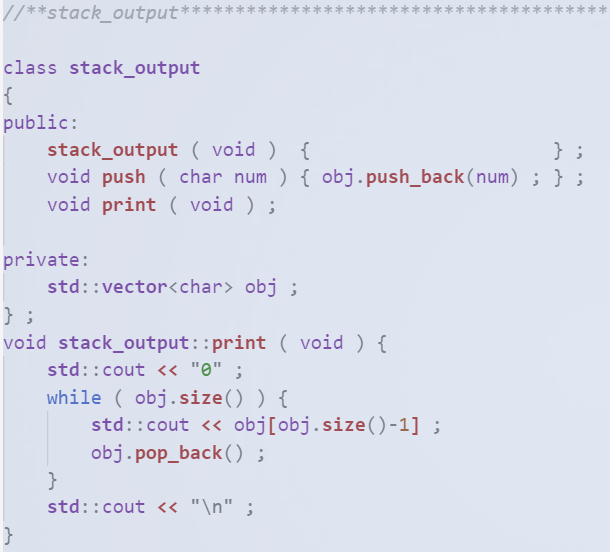 //**stack_output***************************************
class stack_output
{
public:
    stack_output ( void )  {                      } ;
    void push ( char num ) { obj.push_back(num) ; } ;
    void print ( void ) ;
private:
    std::vector<char> obj ;
} ;
void stack_output::print ( void ) {
    std::cout << "0" ;
    while ( obj.size() ) {
        std::cout << obj[obj.size()-1] ;
        obj.pop_back() ;
    }
    std::cout << "\n" ;
}